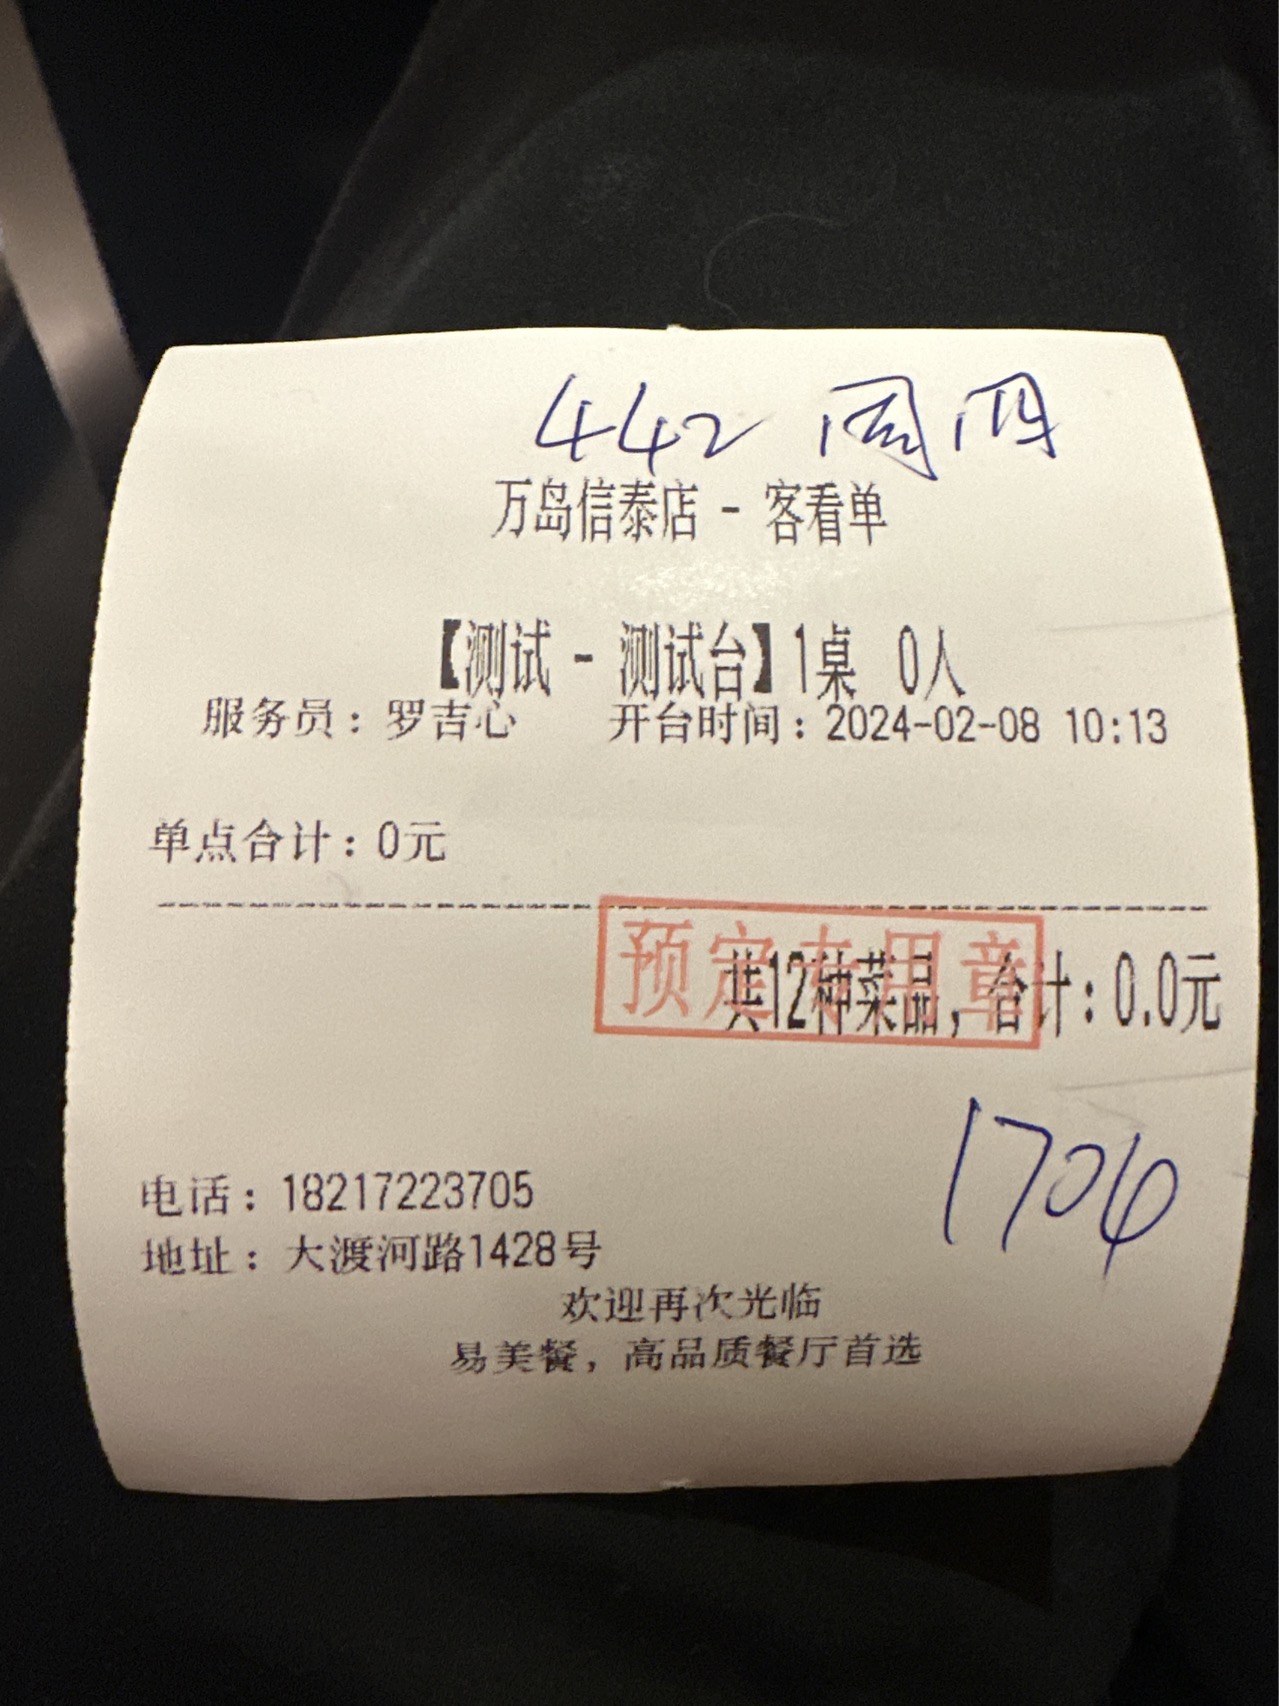 442 周四
万岛信泰店 - 客看单
【测试 - 测试台】1桌 0人
服务员：罗吉心 开台时间：2024-02-08 10:13
单点合计：0元
预定专用章
共12种菜品，合计：0.0元
1706
电话：18217223705
地址：大渡河路1428号
欢迎再次光临
易美餐，高品质餐厅首选